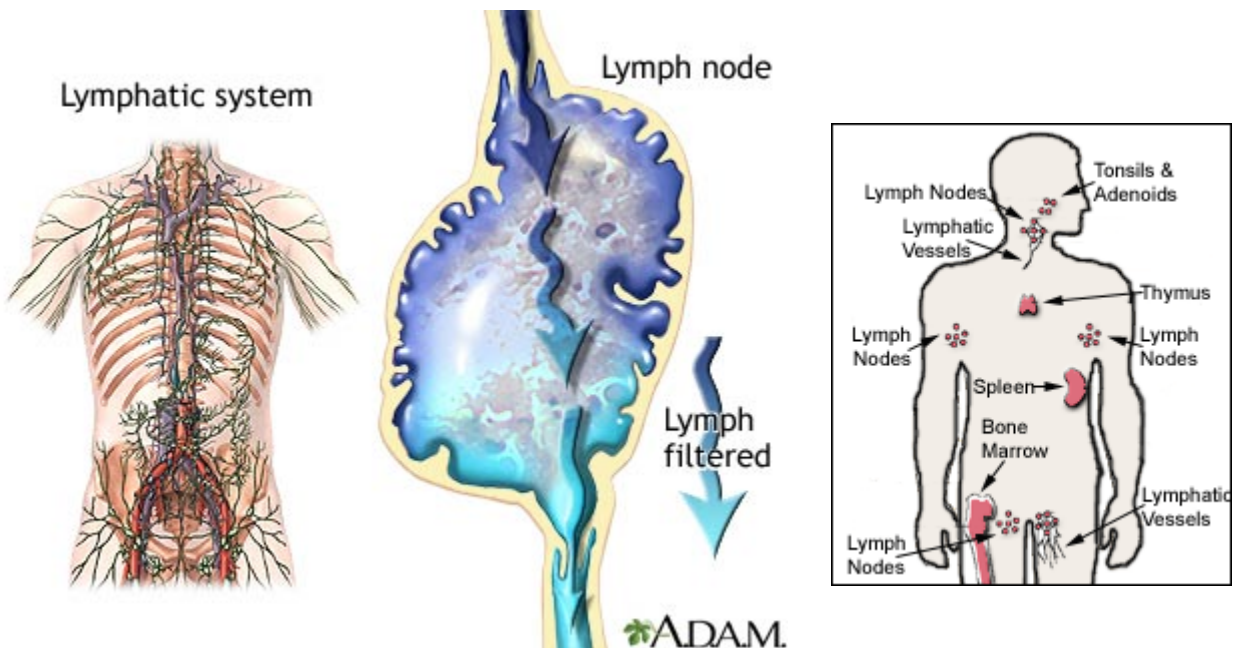 Lymphatic system
Lymph node
Lymph
filtered
A.D.A.M.
Lymph Nodes
Tonsils &
Adenoids
Lymphatic
Vessels
Thymus
Lymph
Nodes
Lymph
Nodes
Spleen
Bone
Marrow
Lymphatic
Vessels
Lymph
Nodes